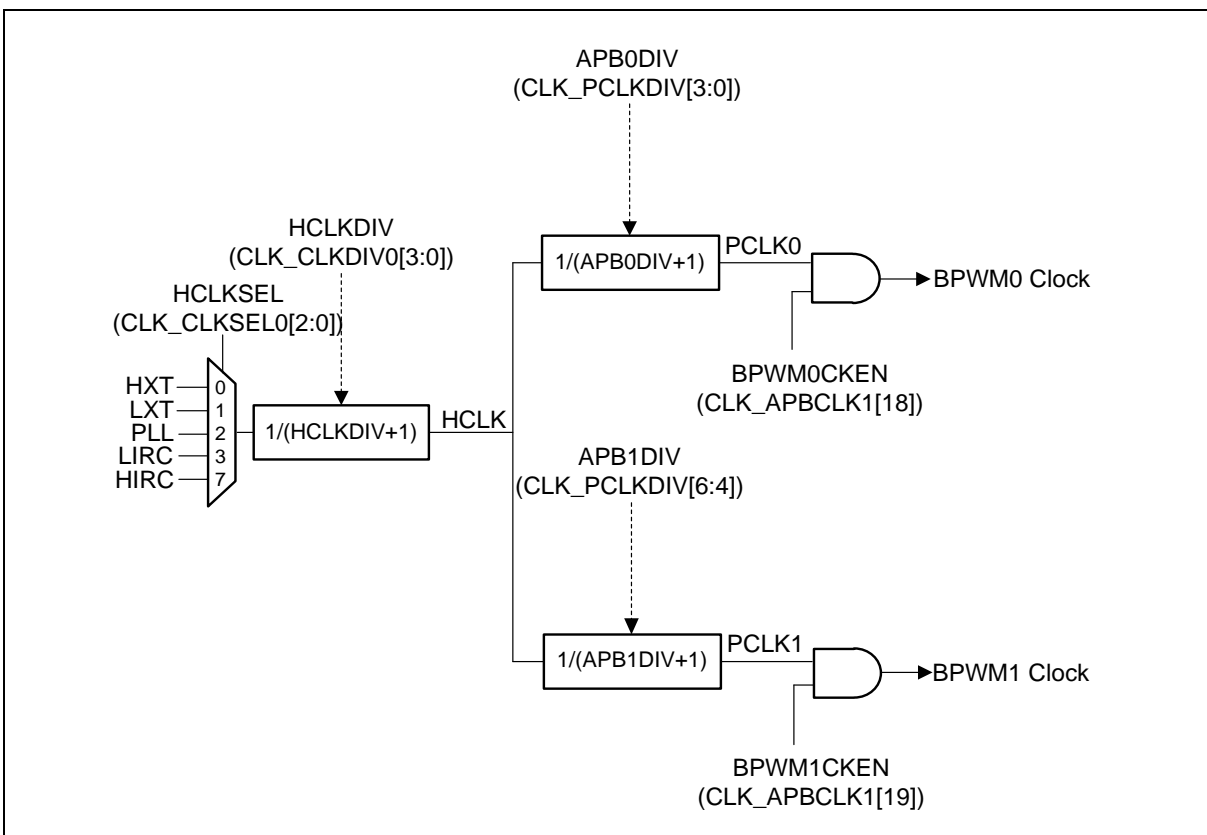 APB0DIV
(CLK_PCLKDIV[3:0])
HCLKDIV
(CLK_CLKDIV0[3:0])
HCLKSEL
(CLK_CLKSEL0[2:0])
1/(APB0DIV+1)
PCLK0
BPWM0 Clock
BPWM0CKEN
(CLK_APBCLK1[18])
HXT 0
LXT 1
PLL 2
LIRC 3
HIRC 7
1/(HCLKDIV+1)
HCLK
APB1DIV
(CLK_PCLKDIV[6:4])
1/(APB1DIV+1)
PCLK1
BPWM1 Clock
BPWM1CKEN
(CLK_APBCLK1[19])